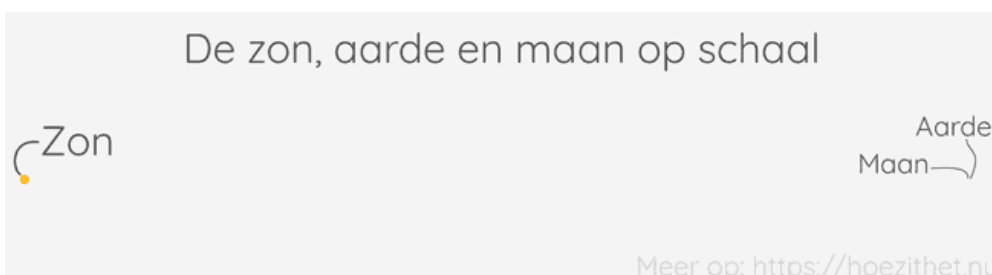 De zon, aarde en maan op schaal
Zon
Aarde
Maan
Meer op: https://hoezithet.nu